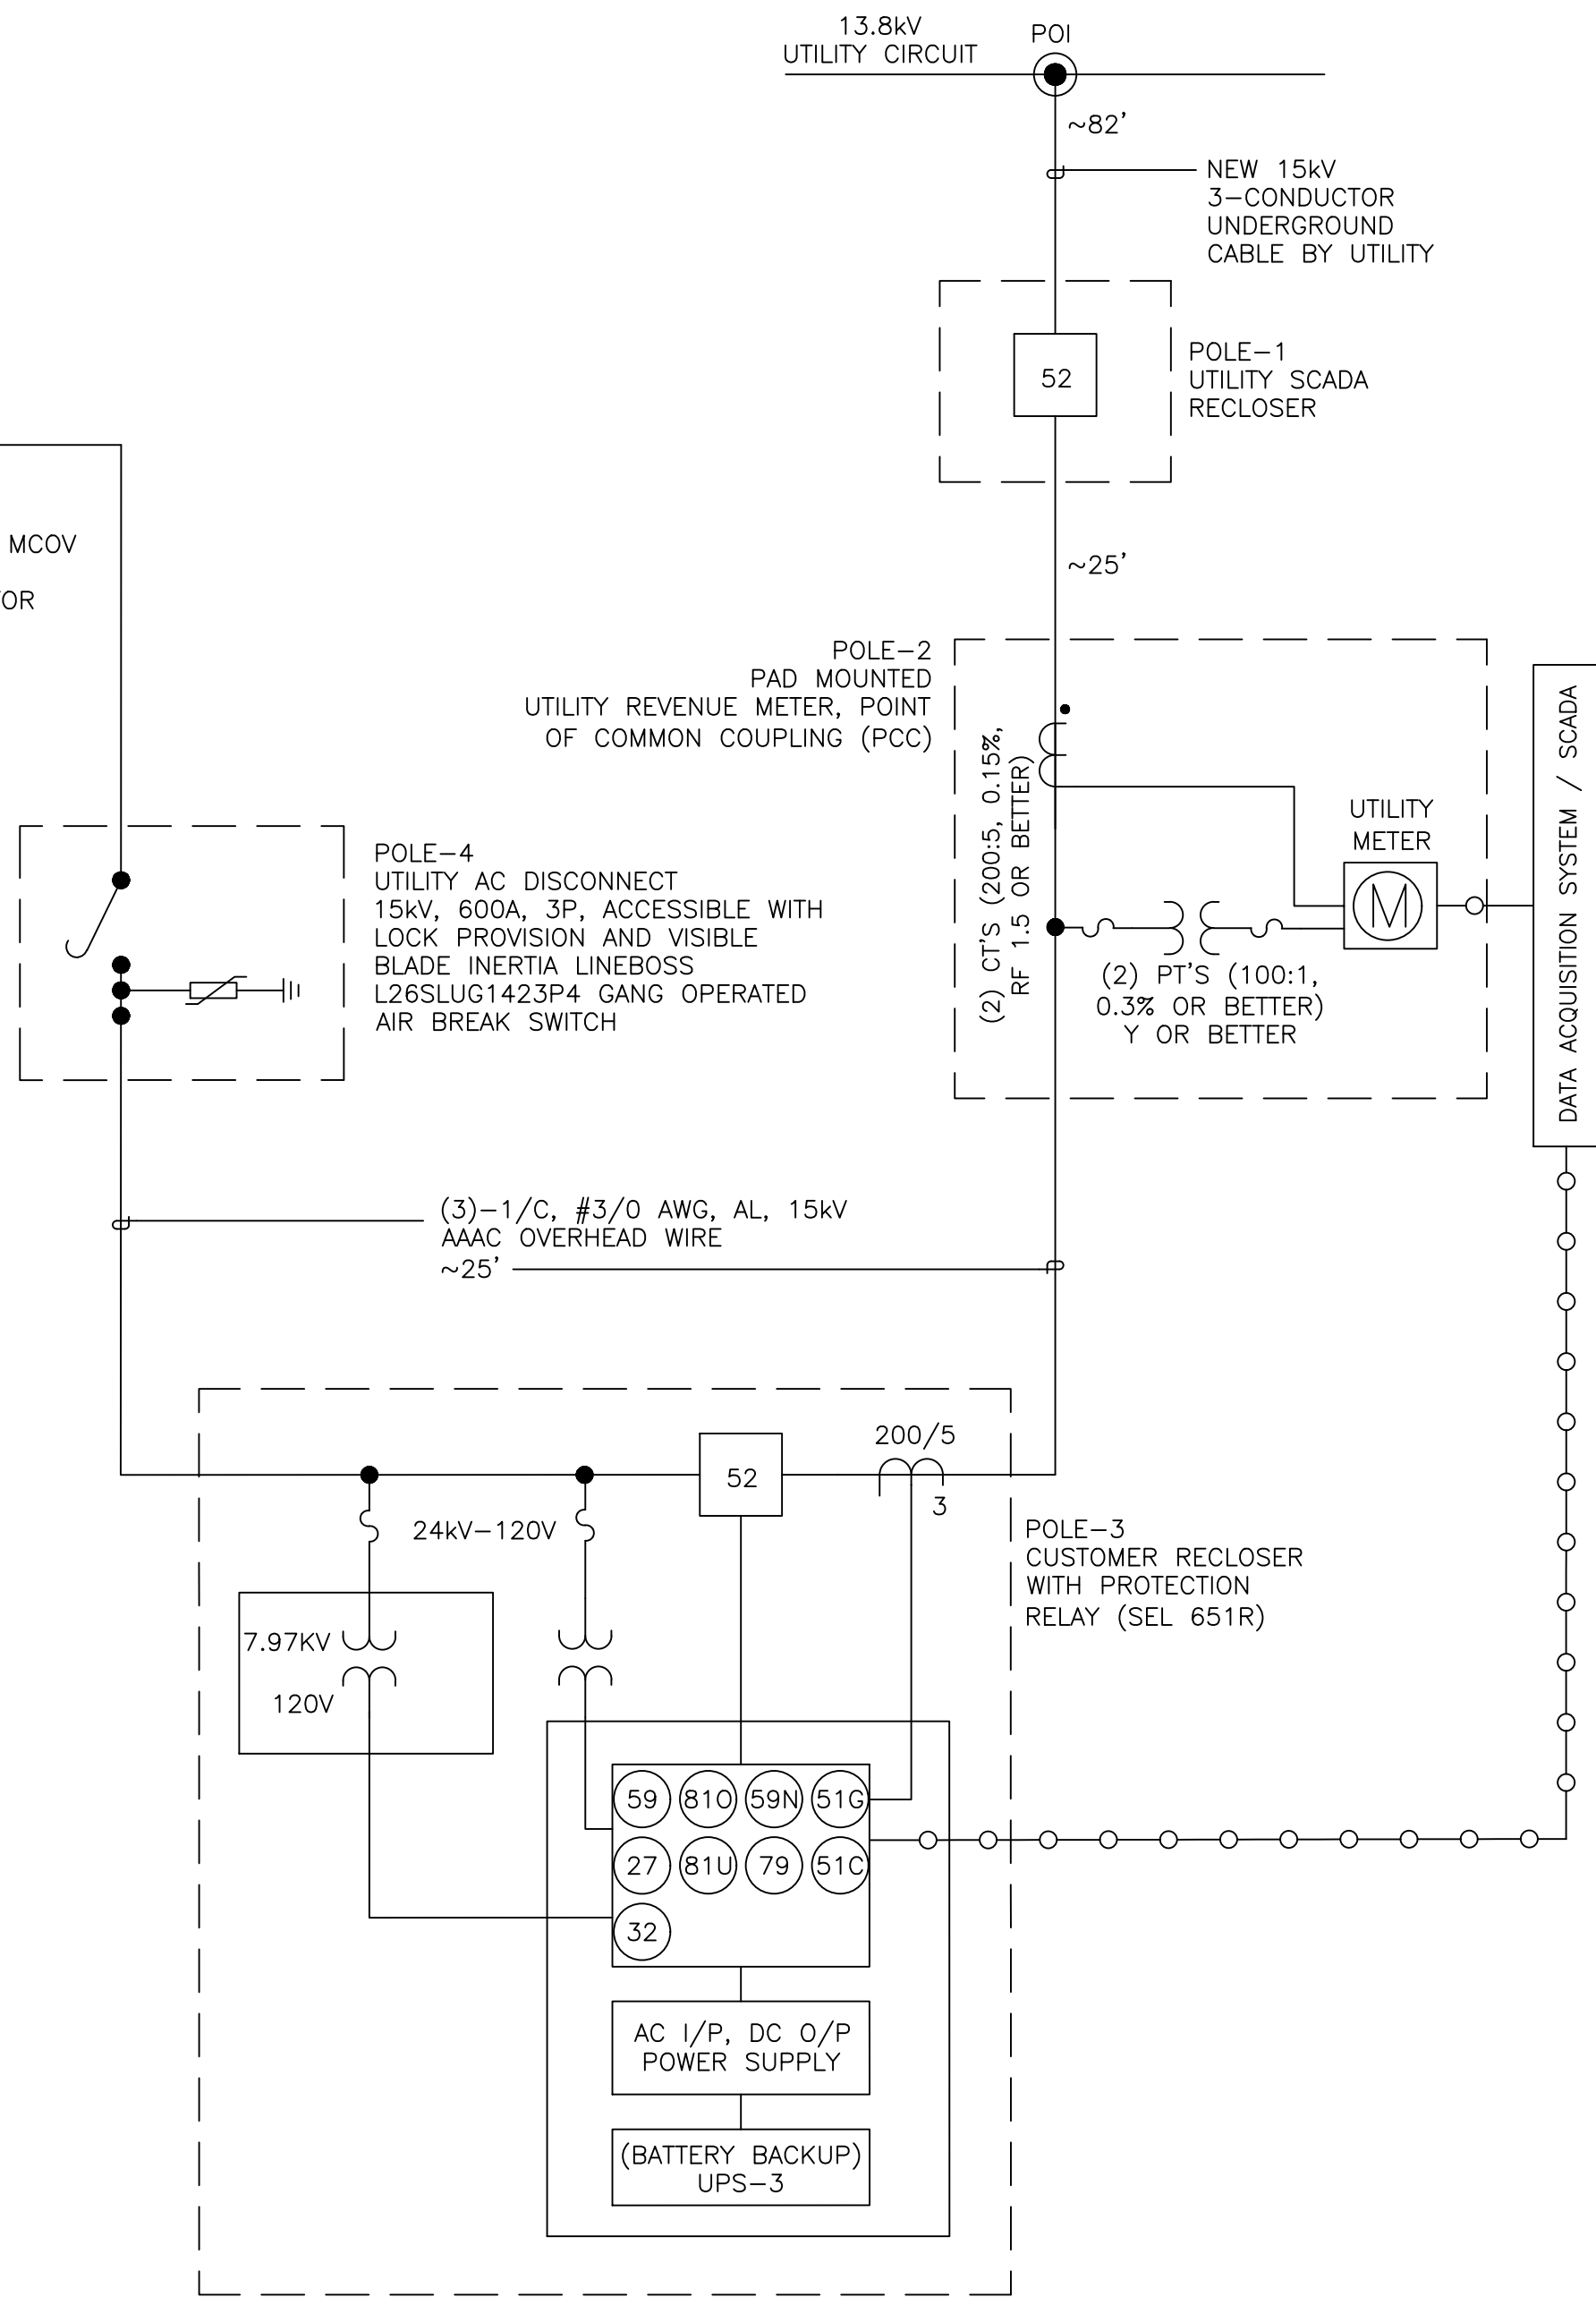 13.8kV
UTILITY CIRCUIT
POI
~82'
NEW 15kV
3-CONDUCTOR
UNDERGROUND
CABLE BY UTILITY
52
POLE-1
UTILITY SCADA
RECLOSER
MCOV
~25'
POLE-2
PAD MOUNTED
UTILITY REVENUE METER, POINT
OF COMMON COUPLING (PCC)
(2) CT'S (200:5, 0.15%,
RF 1.5 OR BETTER)
UTILITY
METER
M
(2) PT'S (100:1,
0.3% OR BETTER)
Y OR BETTER
DATA ACQUISITION SYSTEM / SCADA
POLE-4
UTILITY AC DISCONNECT
15kV, 600A, 3P, ACCESSIBLE WITH
LOCK PROVISION AND VISIBLE
BLADE INERTIA LINEBOSS
L26SLUG1423P4 GANG OPERATED
AIR BREAK SWITCH
(3)-1/C, #3/0 AWG, AL, 15kV
AAAC OVERHEAD WIRE
~25'
200/5
52
3
24kV-120V
POLE-3
CUSTOMER RECLOSER
WITH PROTECTION
RELAY (SEL 651R)
7.97KV
120V
59 81O 59N 51G
27 81U 79 51C
32
AC I/P, DC O/P
POWER SUPPLY
(BATTERY BACKUP)
UPS-3